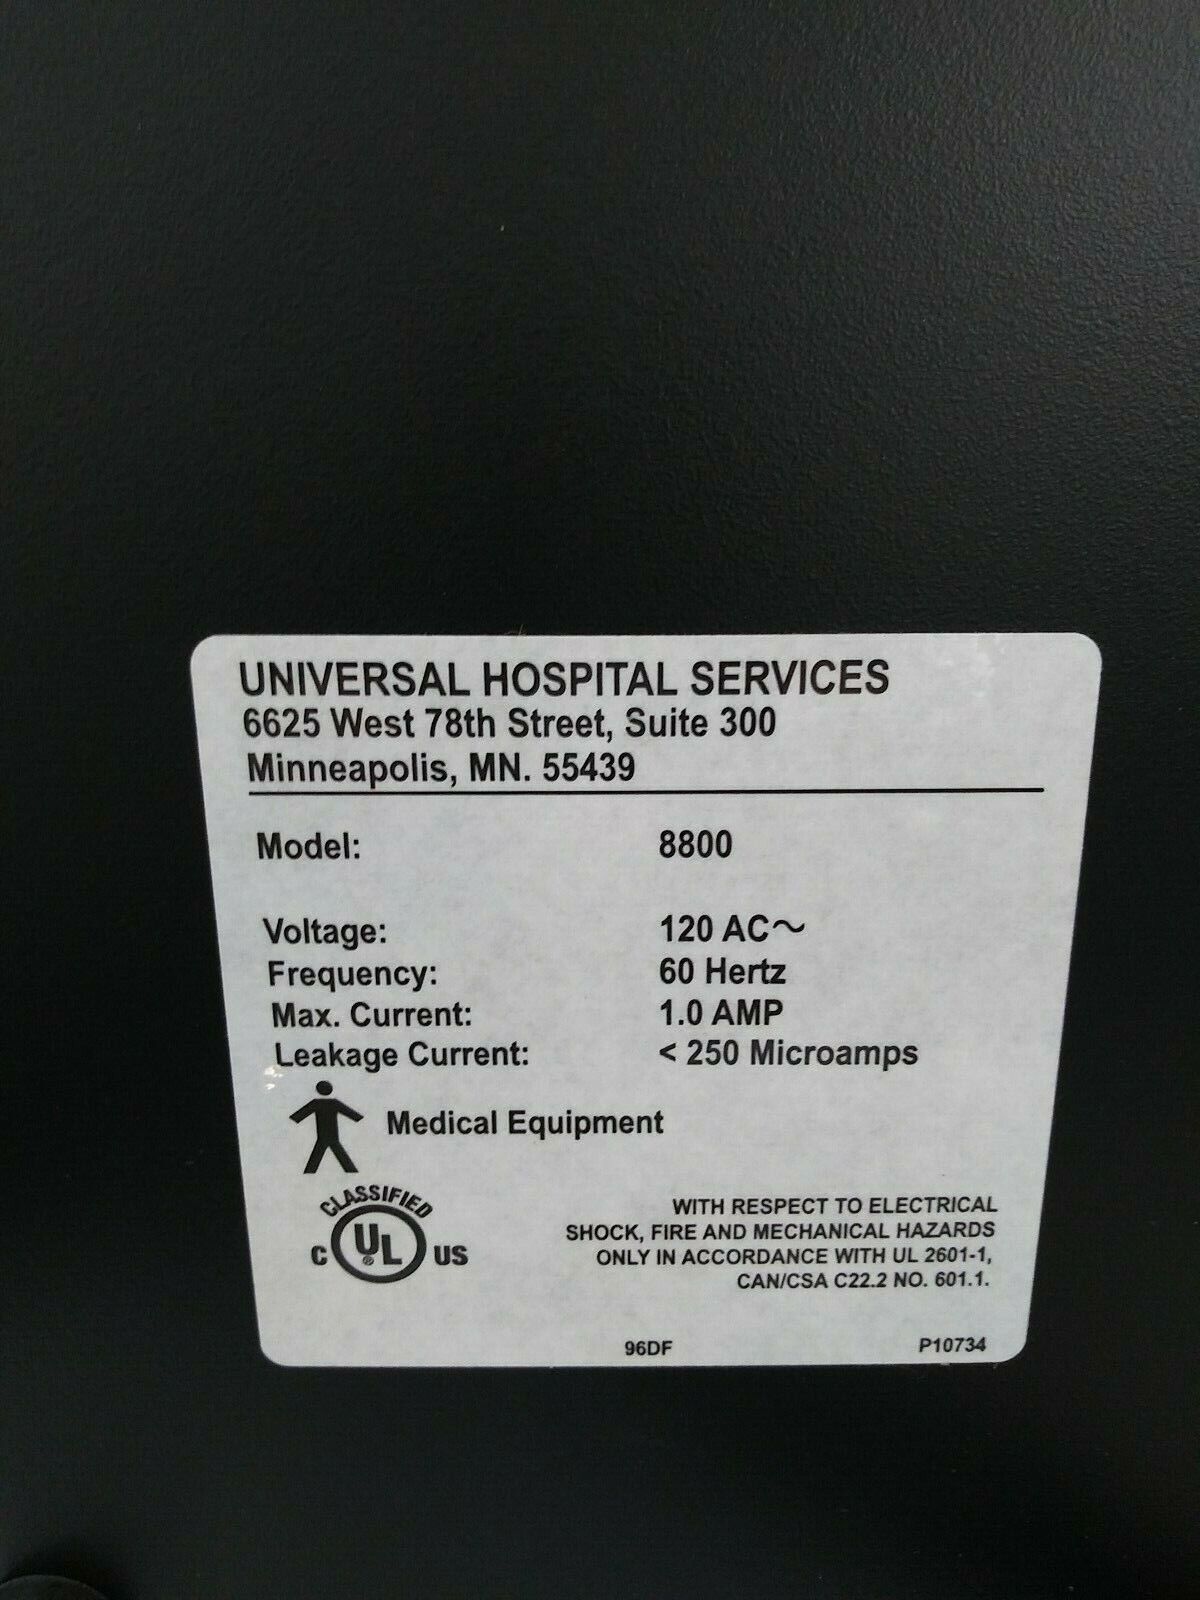 UNIVERSAL HOSPITAL SERVICES
6625 West 78th Street, Suite 300
Minneapolis, MN. 55439
Model: 8800
Voltage: 120 AC~
Frequency: 60 Hertz
Max. Current: 1.0 AMP
Leakage Current: < 250 Microamps
Medical Equipment
CLASSIFIED
C UL® US
WITH RESPECT TO ELECTRICAL
SHOCK, FIRE AND MECHANICAL HAZARDS
ONLY IN ACCORDANCE WITH UL 2601-1,
CAN/CSA C22.2 NO. 601.1.
96DF P10734